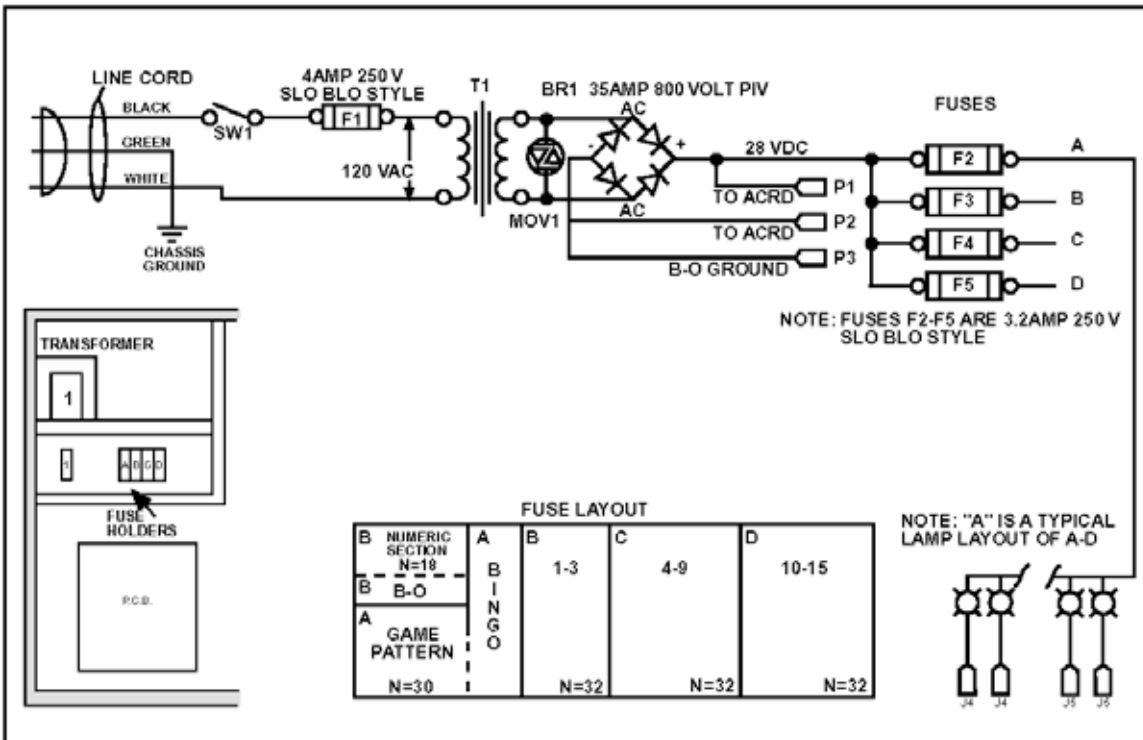 LINE CORD
BLACK
GREEN
WHITE
SW1
4AMP 250 V
SLO BLO STYLE
F1
120 VAC
CHASSIS
GROUND
T1
MOV1
BR1 35AMP 800 VOLT PIV
AC
-
+
AC
28 VDC
TO ACRD P1
TO ACRD P2
B-O GROUND P3
FUSES
F2 A
F3 B
F4 C
F5 D
NOTE: FUSES F2-F5 ARE 3.2AMP 250 V
SLO BLO STYLE
TRANSFORMER
1
1
A B C D
FUSE
HOLDERS
P.C.B.
FUSE LAYOUT
B NUMERIC
SECTION
N=18
B B-O
A GAME
PATTERN
N=30
A
B
I
N
G
O
B
1-3
N=32
C
4-9
N=32
D
10-15
N=32
NOTE: "A" IS A TYPICAL
LAMP LAYOUT OF A-D
J4 J4 J5 J5